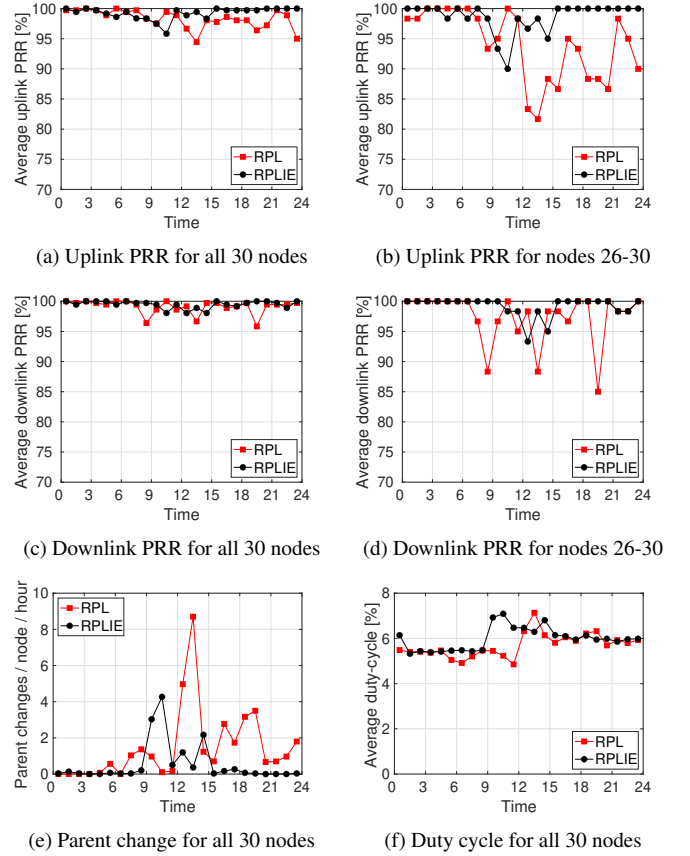 Average uplink PRR [%]
100
95
90
85
80
75
70
0 3 6 9 12 15 18 21 24
Time
RPL
RPLIE
(a) Uplink PRR for all 30 nodes
Average uplink PRR [%]
100
95
90
85
80
75
70
0 3 6 9 12 15 18 21 24
Time
RPL
RPLIE
(b) Uplink PRR for nodes 26-30
Average downlink PRR [%]
100
95
90
85
80
75
70
0 3 6 9 12 15 18 21 24
Time
RPL
RPLIE
(c) Downlink PRR for all 30 nodes
Average downlink PRR [%]
100
95
90
85
80
75
70
0 3 6 9 12 15 18 21 24
Time
RPL
RPLIE
(d) Downlink PRR for nodes 26-30
Parent changes / node / hour
10
8
6
4
2
0
0 3 6 9 12 15 18 21 24
Time
RPL
RPLIE
(e) Parent change for all 30 nodes
Average duty-cycle [%]
8
6
4
2
0
0 3 6 9 12 15 18 21 24
Time
RPL
RPLIE
(f) Duty cycle for all 30 nodes